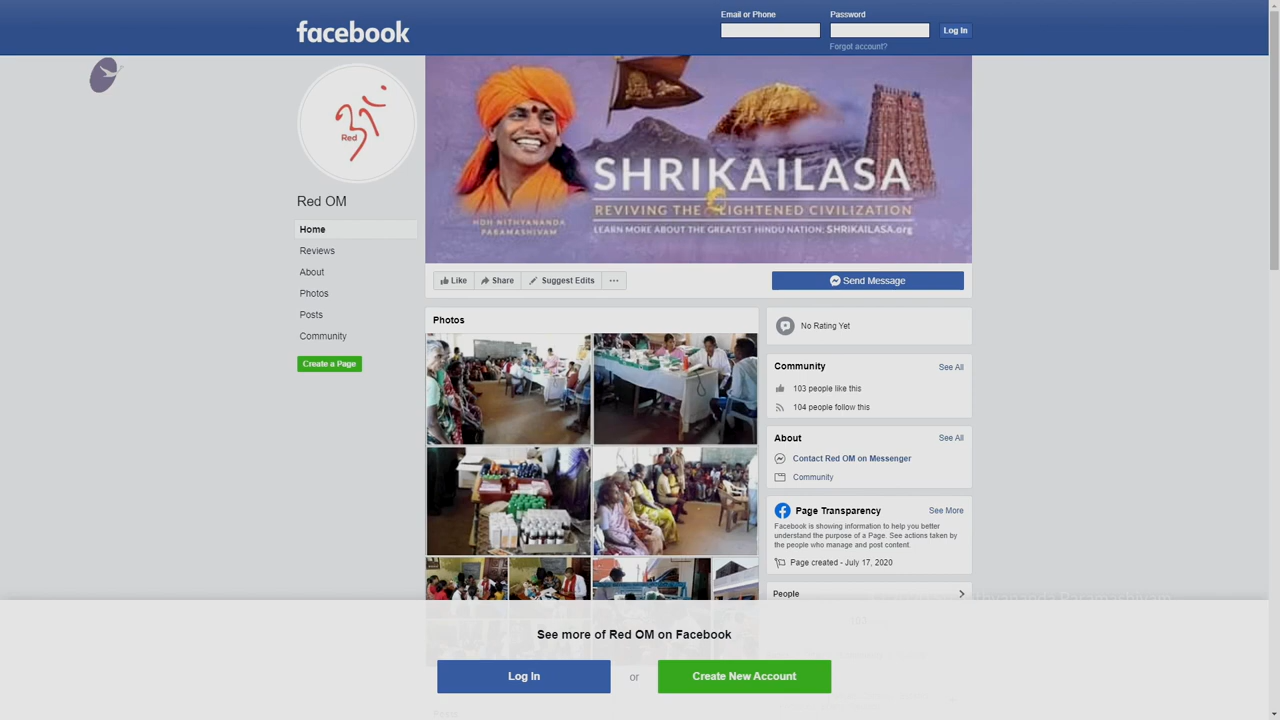 facebook
Email or Phone
Password
Log In
Forgot account?
Red
Red OM
Home
Reviews
About
Photos
Posts
Community
Create a Page
SHRIKAILASA
REVIVING THE ENLIGHTENED CIVILIZATION
LEARN MORE ABOUT THE GREATEST HINDU NATION: SHRIKAILASA.org
HDH NITHYANANDA
PARAMASHIVAM
Like
Share
Suggest Edits
Send Message
Photos
No Rating Yet
Community
See All
103 people like this
104 people follow this
About
See All
Contact Red OM on Messenger
Community
Page Transparency
See More
Facebook is showing information to help you better
understand the purpose of a Page. See actions taken by
the people who manage and post content.
Page created - July 17, 2020
People
See more of Red OM on Facebook
Log In
or
Create New Account